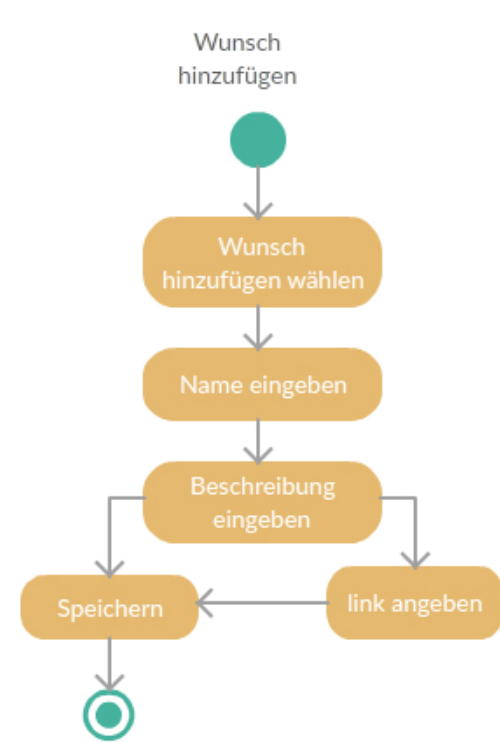 Wunsch
hinzufügen
Wunsch
hinzufügen wählen
Name eingeben
Beschreibung
eingeben
Speichern
link angeben